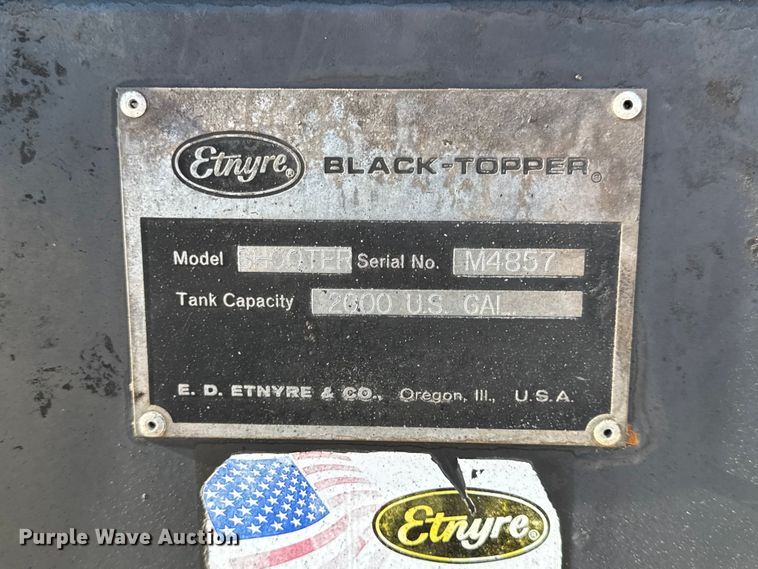 Etnyre® BLACK-TOPPER®
Model SHOOTER Serial No. M4857
Tank Capacity 2000 U.S. GAL.
E. D. ETNYRE & CO., Oregon, Ill., U.S.A.
Etnyre®
Purple Wave Auction